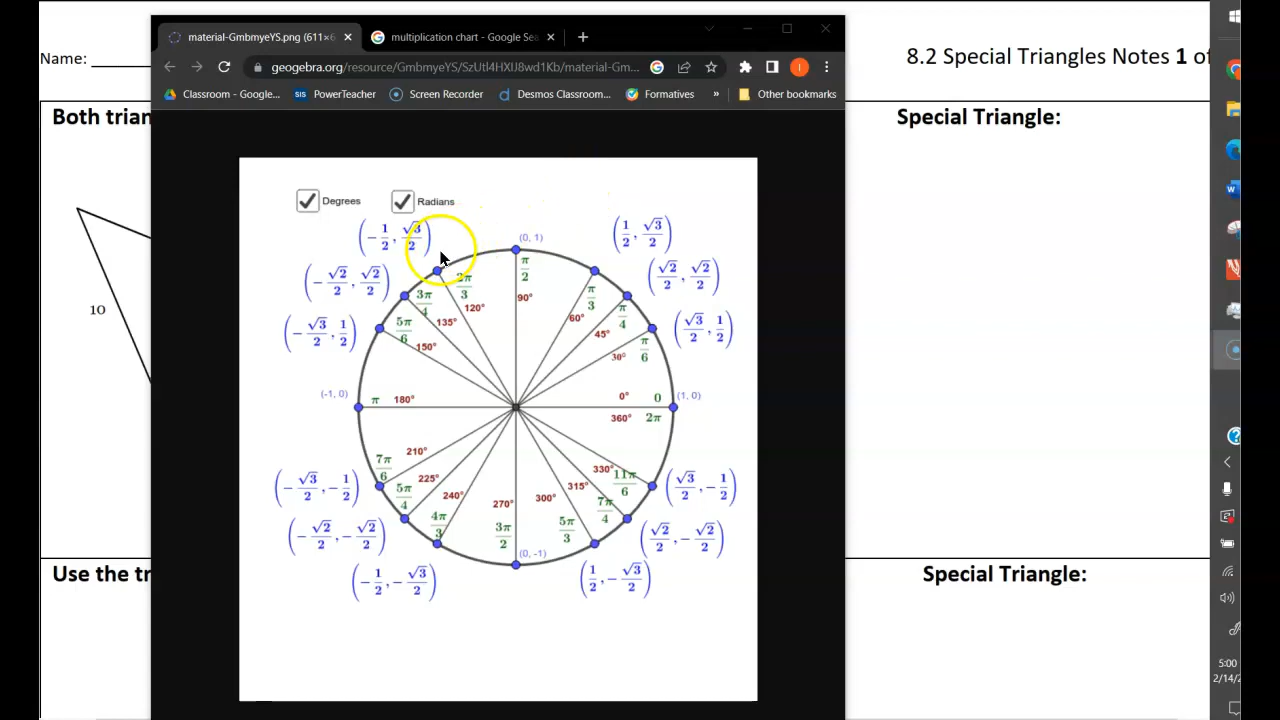 Name: ________
8.2 Special Triangles Notes 1 of
Both trian
Special Triangle:
10
Use the tr
Special Triangle:
material-GmbmyeYS.png (611×6
multiplication chart - Google Sea
geogebra.org/resource/GmbmyeYS/SzUtI4HXIJ8wd1Kb/material-Gm...
Classroom - Google...
SIS PowerTeacher
Screen Recorder
Desmos Classroom...
Formatives
»
Other bookmarks
Degrees
Radians
(-1/2, √3/2)
(0, 1)
(1/2, √3/2)
(-√2/2, √2/2)
2π/3
π/2
π/3
(√2/2, √2/2)
3π/4
120°
90°
60°
π/4
(-√3/2, 1/2)
5π/6
135°
45°
(√3/2, 1/2)
150°
30°
π/6
(-1, 0)
π
180°
0°
0
(1, 0)
360°
2π
7π/6
210°
330°
11π/6
(-√3/2, -1/2)
225°
315°
(√3/2, -1/2)
5π/4
240°
270°
300°
7π/4
(-√2/2, -√2/2)
4π/3
3π/2
5π/3
(√2/2, -√2/2)
(0, -1)
(-1/2, -√3/2)
(1/2, -√3/2)
5:00
2/14/2